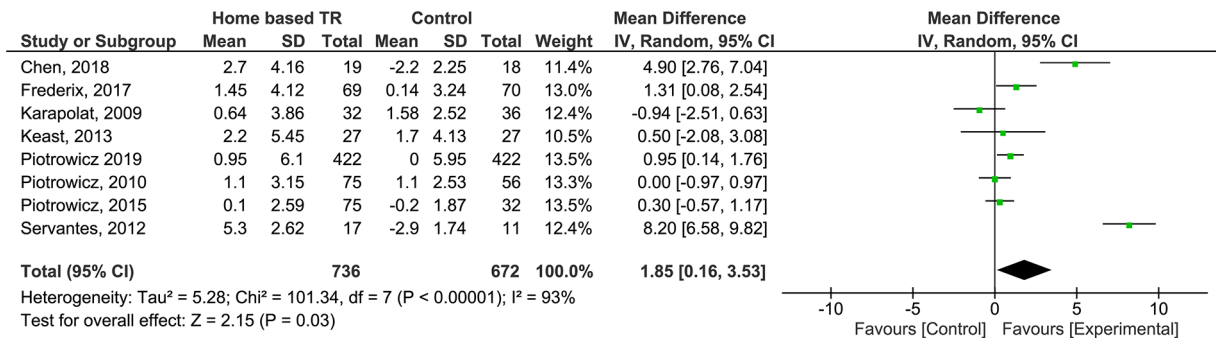 Home based TR Control Mean Difference Mean Difference
Study or Subgroup Mean SD Total Mean SD Total Weight IV, Random, 95% CI IV, Random, 95% CI
Chen, 2018 2.7 4.16 19 -2.2 2.25 18 11.4% 4.90 [2.76, 7.04]
Frederix, 2017 1.45 4.12 69 0.14 3.24 70 13.0% 1.31 [0.08, 2.54]
Karapolat, 2009 0.64 3.86 32 1.58 2.52 36 12.4% -0.94 [-2.51, 0.63]
Keast, 2013 2.2 5.45 27 1.7 4.13 27 10.5% 0.50 [-2.08, 3.08]
Piotrowicz 2019 0.95 6.1 422 0 5.95 422 13.5% 0.95 [0.14, 1.76]
Piotrowicz, 2010 1.1 3.15 75 1.1 2.53 56 13.3% 0.00 [-0.97, 0.97]
Piotrowicz, 2015 0.1 2.59 75 -0.2 1.87 32 13.5% 0.30 [-0.57, 1.17]
Servantes, 2012 5.3 2.62 17 -2.9 1.74 11 12.4% 8.20 [6.58, 9.82]
Total (95% CI) 736 672 100.0% 1.85 [0.16, 3.53]
Heterogeneity: Tau² = 5.28; Chi² = 101.34, df = 7 (P < 0.00001); I² = 93%
Test for overall effect: Z = 2.15 (P = 0.03)
-10 -5 0 5 10
Favours [Control] Favours [Experimental]